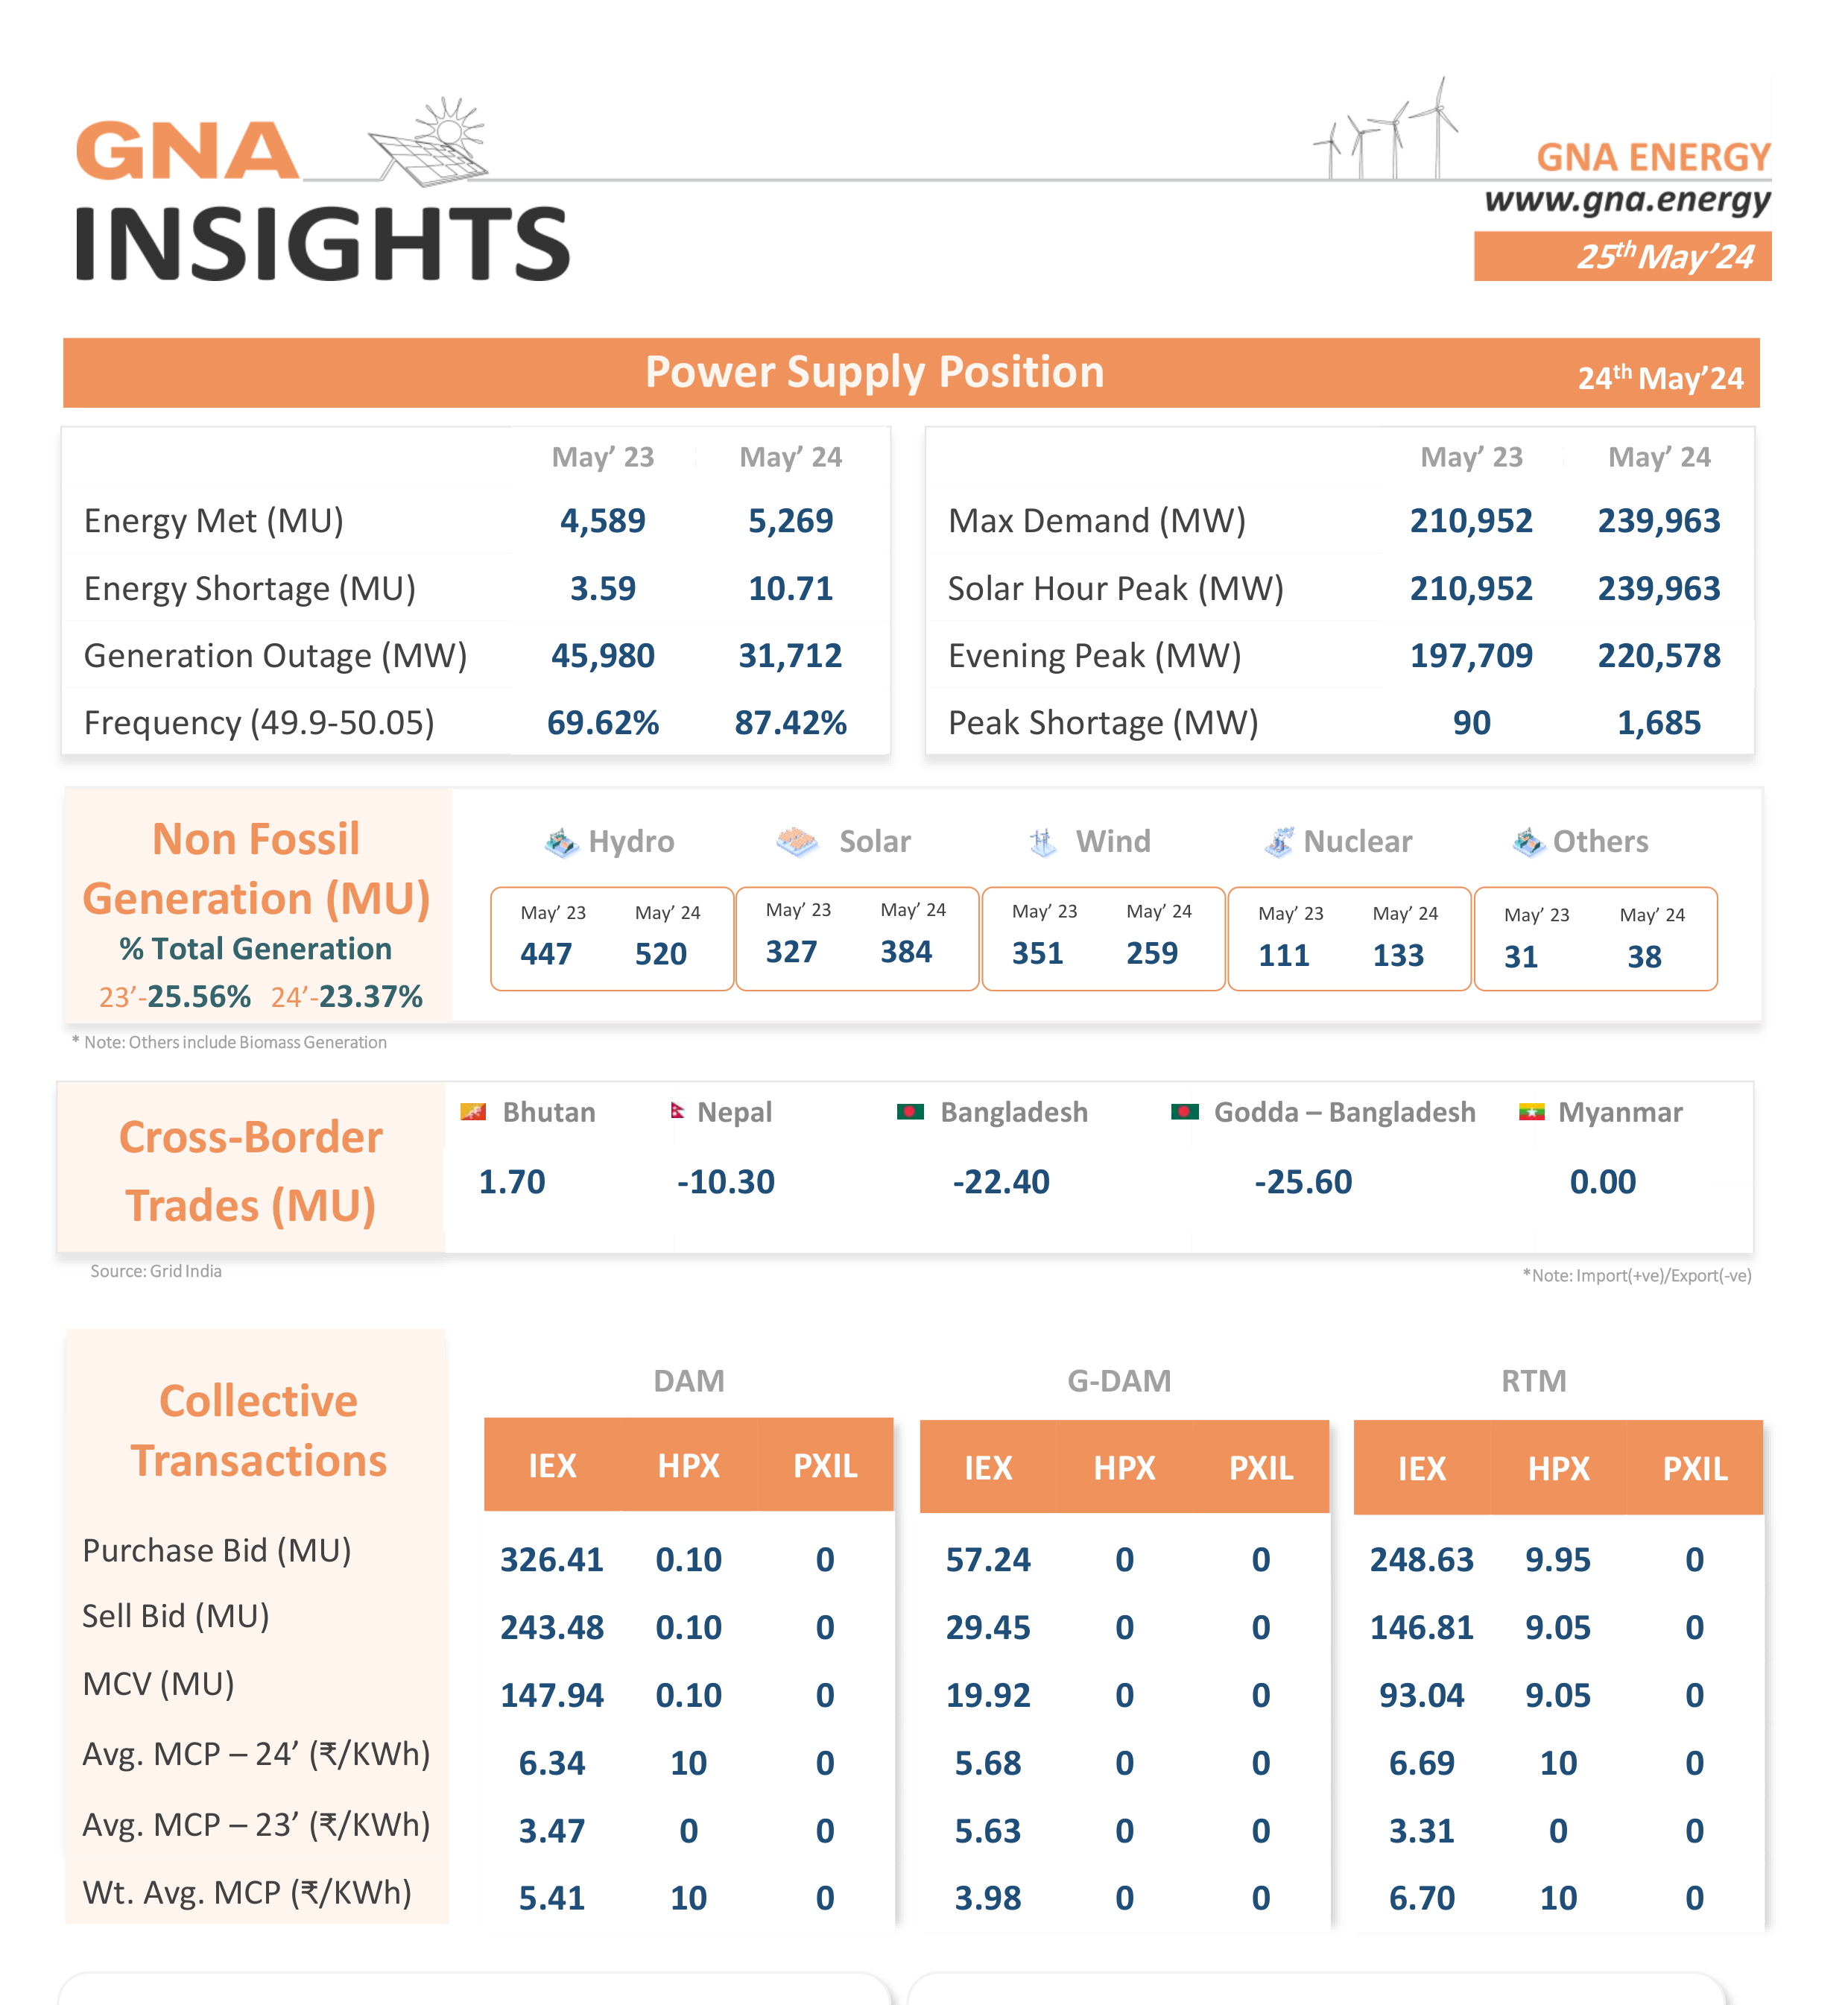 GNA
INSIGHTS
GNA ENERGY
www.gna.energy
25th May’24
Power Supply Position 24th May’24
May’ 23 May’ 24
Energy Met (MU) 4,589 5,269
Energy Shortage (MU) 3.59 10.71
Generation Outage (MW) 45,980 31,712
Frequency (49.9-50.05) 69.62% 87.42%
May’ 23 May’ 24
Max Demand (MW) 210,952 239,963
Solar Hour Peak (MW) 210,952 239,963
Evening Peak (MW) 197,709 220,578
Peak Shortage (MW) 90 1,685
Non Fossil
Generation (MU)
% Total Generation
23’-25.56% 24’-23.37%
Hydro Solar Wind Nuclear Others
May’ 23 May’ 24 May’ 23 May’ 24 May’ 23 May’ 24 May’ 23 May’ 24 May’ 23 May’ 24
447 520 327 384 351 259 111 133 31 38
* Note: Others include Biomass Generation
Cross-Border
Trades (MU)
Bhutan Nepal Bangladesh Godda – Bangladesh Myanmar
1.70 -10.30 -22.40 -25.60 0.00
Source: Grid India
*Note: Import(+ve)/Export(-ve)
Collective
Transactions
DAM G-DAM RTM
IEX HPX PXIL IEX HPX PXIL IEX HPX PXIL
Purchase Bid (MU) 326.41 0.10 0 57.24 0 0 248.63 9.95 0
Sell Bid (MU) 243.48 0.10 0 29.45 0 0 146.81 9.05 0
MCV (MU) 147.94 0.10 0 19.92 0 0 93.04 9.05 0
Avg. MCP – 24’ (₹/KWh) 6.34 10 0 5.68 0 0 6.69 10 0
Avg. MCP – 23’ (₹/KWh) 3.47 0 0 5.63 0 0 3.31 0 0
Wt. Avg. MCP (₹/KWh) 5.41 10 0 3.98 0 0 6.70 10 0